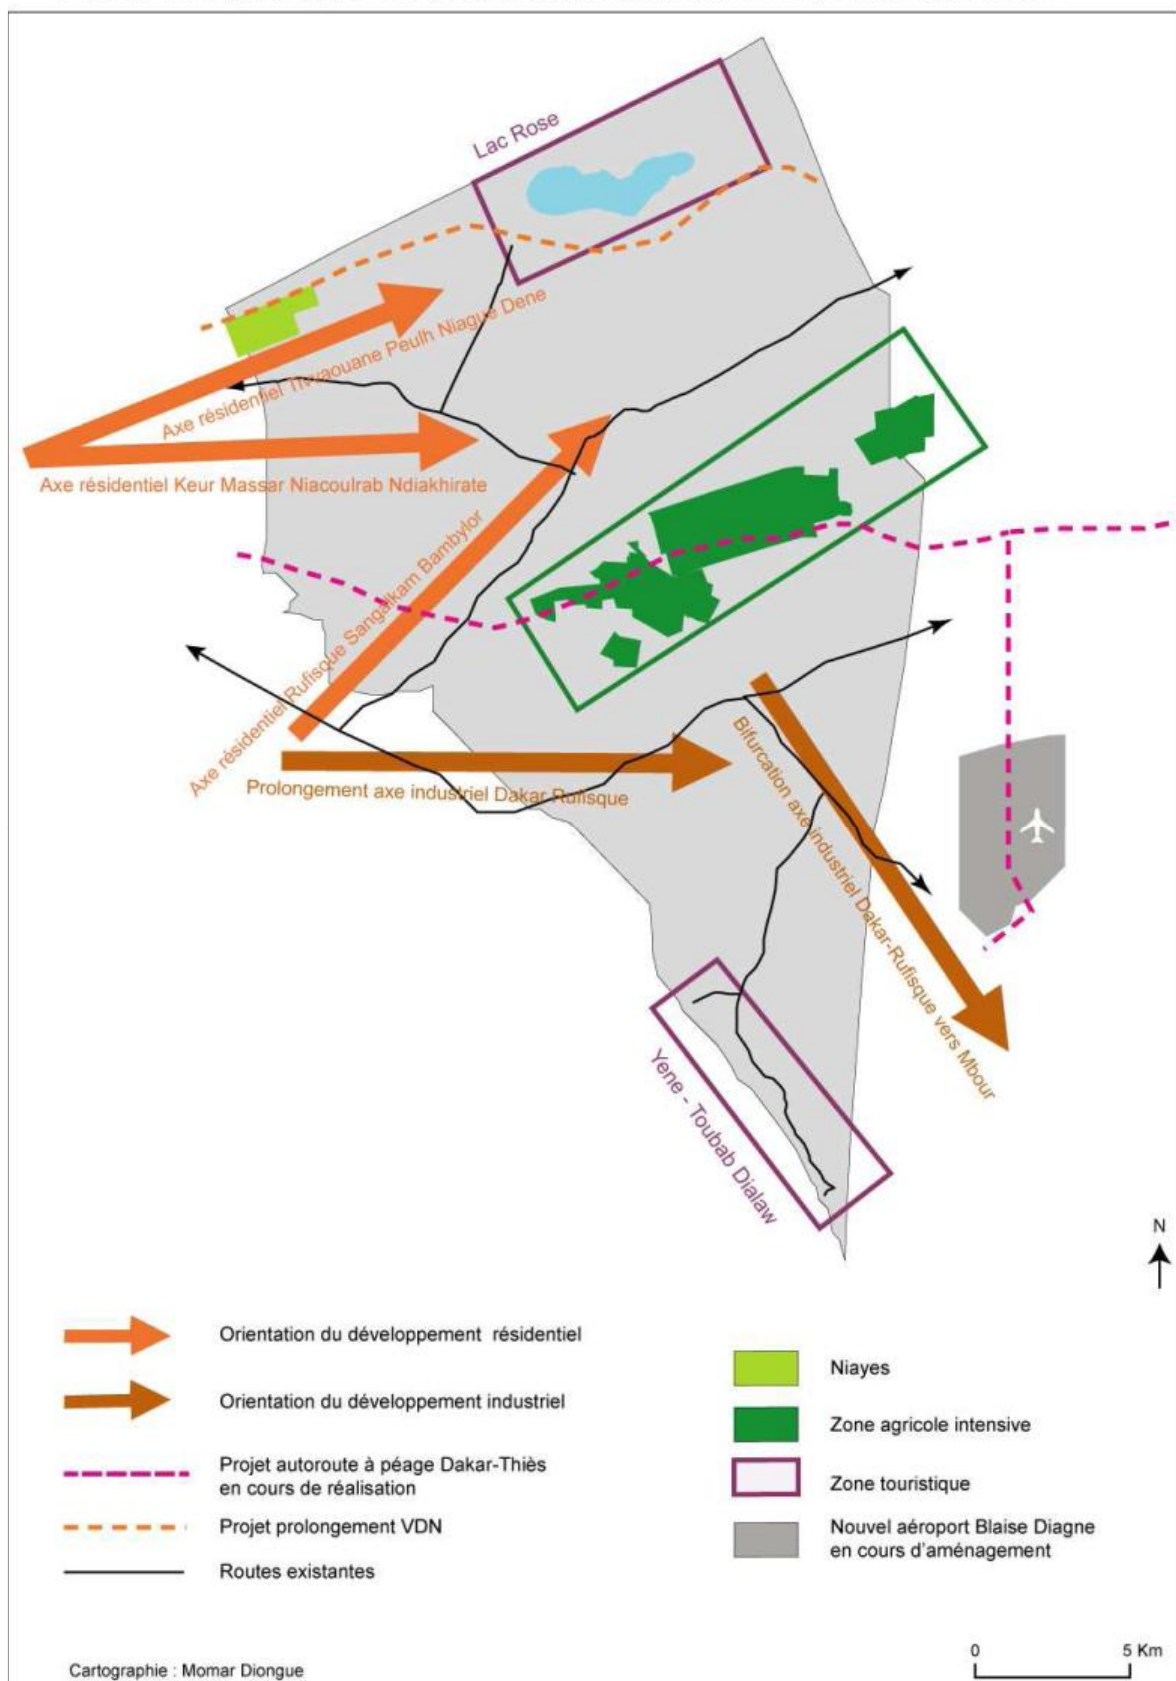 Lac Rose
Axe résidentiel Tivaouane Peulh Niague Dene
Axe résidentiel Keur Massar Niacoulrab Ndiakhirate
Axe résidentiel Rufisque Sangalkam Bambylor
Prolongement axe industriel Dakar Rufisque
Bifurcation axe industriel Dakar-Rufisque vers Mbour
Yene - Toubab Dialaw
N
Orientation du développement résidentiel
Orientation du développement industriel
Projet autoroute à péage Dakar-Thiès
en cours de réalisation
Projet prolongement VDN
Routes existantes
Niayes
Zone agricole intensive
Zone touristique
Nouvel aéroport Blaise Diagne
en cours d'aménagement
0 5 Km
Cartographie : Momar Diongue